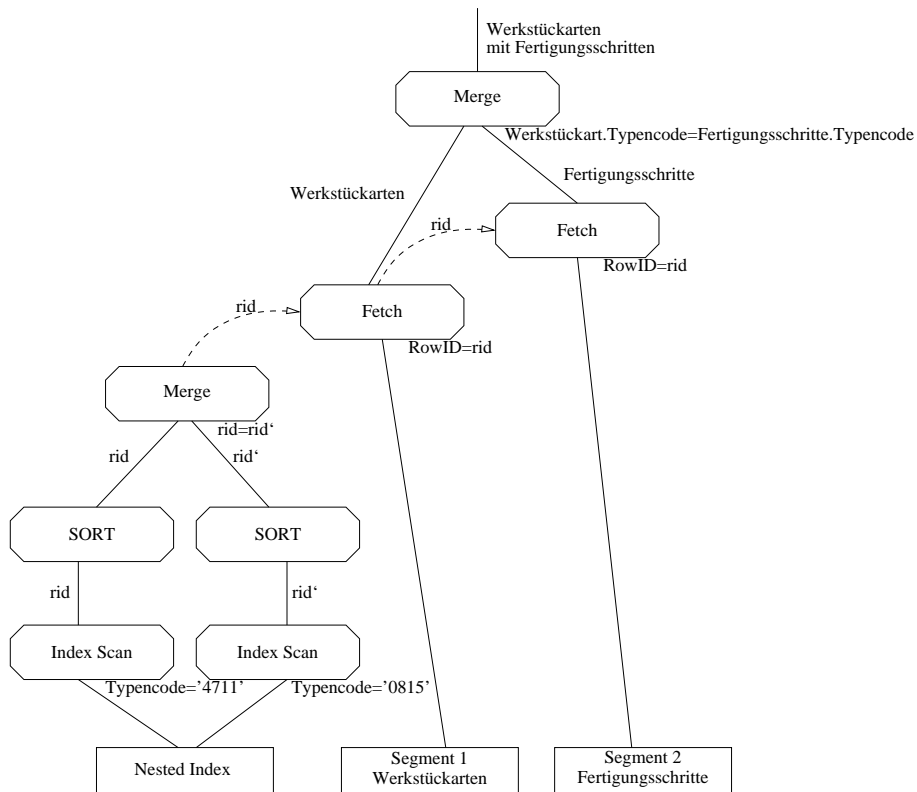 Werkstückarten
mit Fertigungsschritten
Merge
Werkstückart.Typencode=Fertigungsschritte.Typencode
Fertigungsschritte
Werkstückarten
rid
Fetch
RowID=rid
rid
Fetch
RowID=rid
Merge
rid=rid‘
rid
rid‘
SORT
SORT
rid
rid‘
Index Scan
Index Scan
Typencode=’4711’
Typencode=’0815’
Nested Index
Segment 1
Werkstückarten
Segment 2
Fertigungsschritte